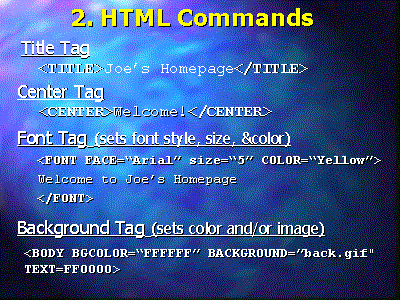 2. HTML Commands
Title Tag
<TITLE>Joe’s Homepage</TITLE>
Center Tag
<CENTER>Welcome!</CENTER>
Font Tag (sets font style, size, &color)
<FONT FACE=“Arial” size=“5” COLOR=“Yellow”>
Welcome to Joe’s Homepage
</FONT>
Background Tag (sets color and/or image)
<BODY BGCOLOR=“FFFFFF” BACKGROUND=”back.gif"
TEXT=FF0000>